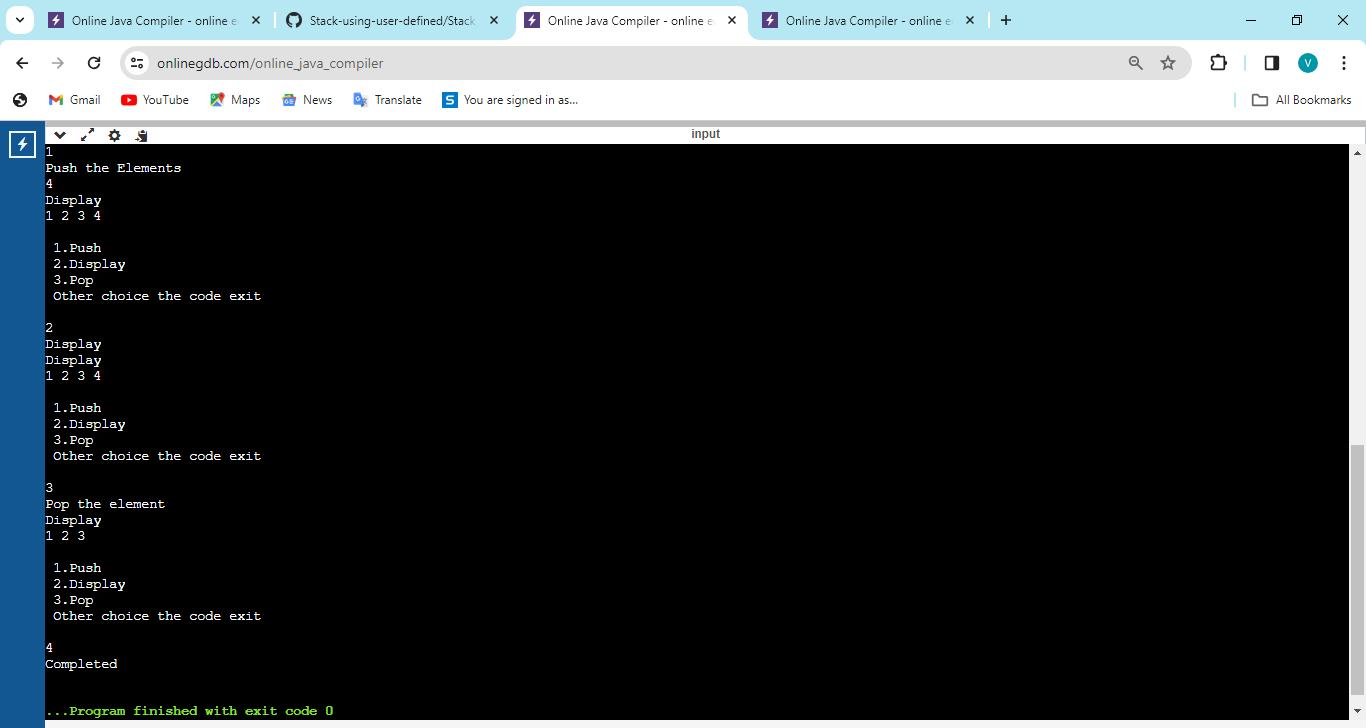 Online Java Compiler - online e
Stack-using-user-defined/Stack
Online Java Compiler - online e
Online Java Compiler - online e
onlinegdb.com/online_java_compiler
V
Gmail
YouTube
Maps
News
Translate
S
You are signed in as...
All Bookmarks
input
1
Push the Elements
4
Display
1 2 3 4
1.Push
2.Display
3.Pop
Other choice the code exit
2
Display
Display
1 2 3 4
1.Push
2.Display
3.Pop
Other choice the code exit
3
Pop the element
Display
1 2 3
1.Push
2.Display
3.Pop
Other choice the code exit
4
Completed
...Program finished with exit code 0